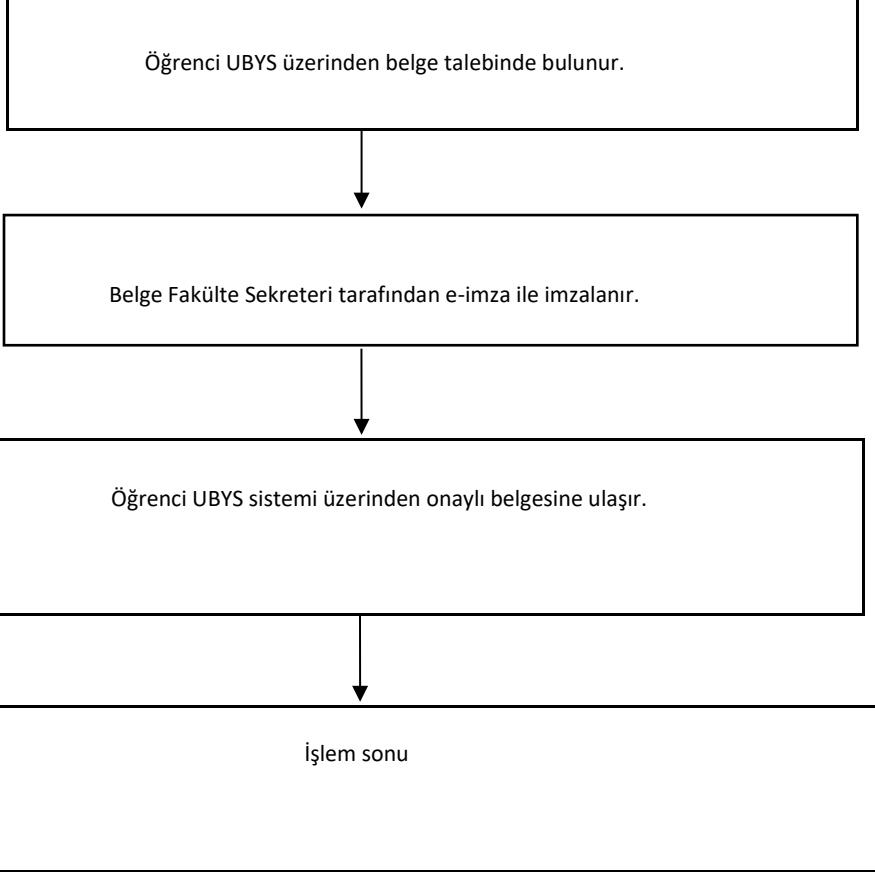 Öğrenci UBYS üzerinden belge talebinde bulunur.
Belge Fakülte Sekreteri tarafından e-imza ile imzalanır.
Öğrenci UBYS sistemi üzerinden onaylı belgesine ulaşır.
İşlem sonu